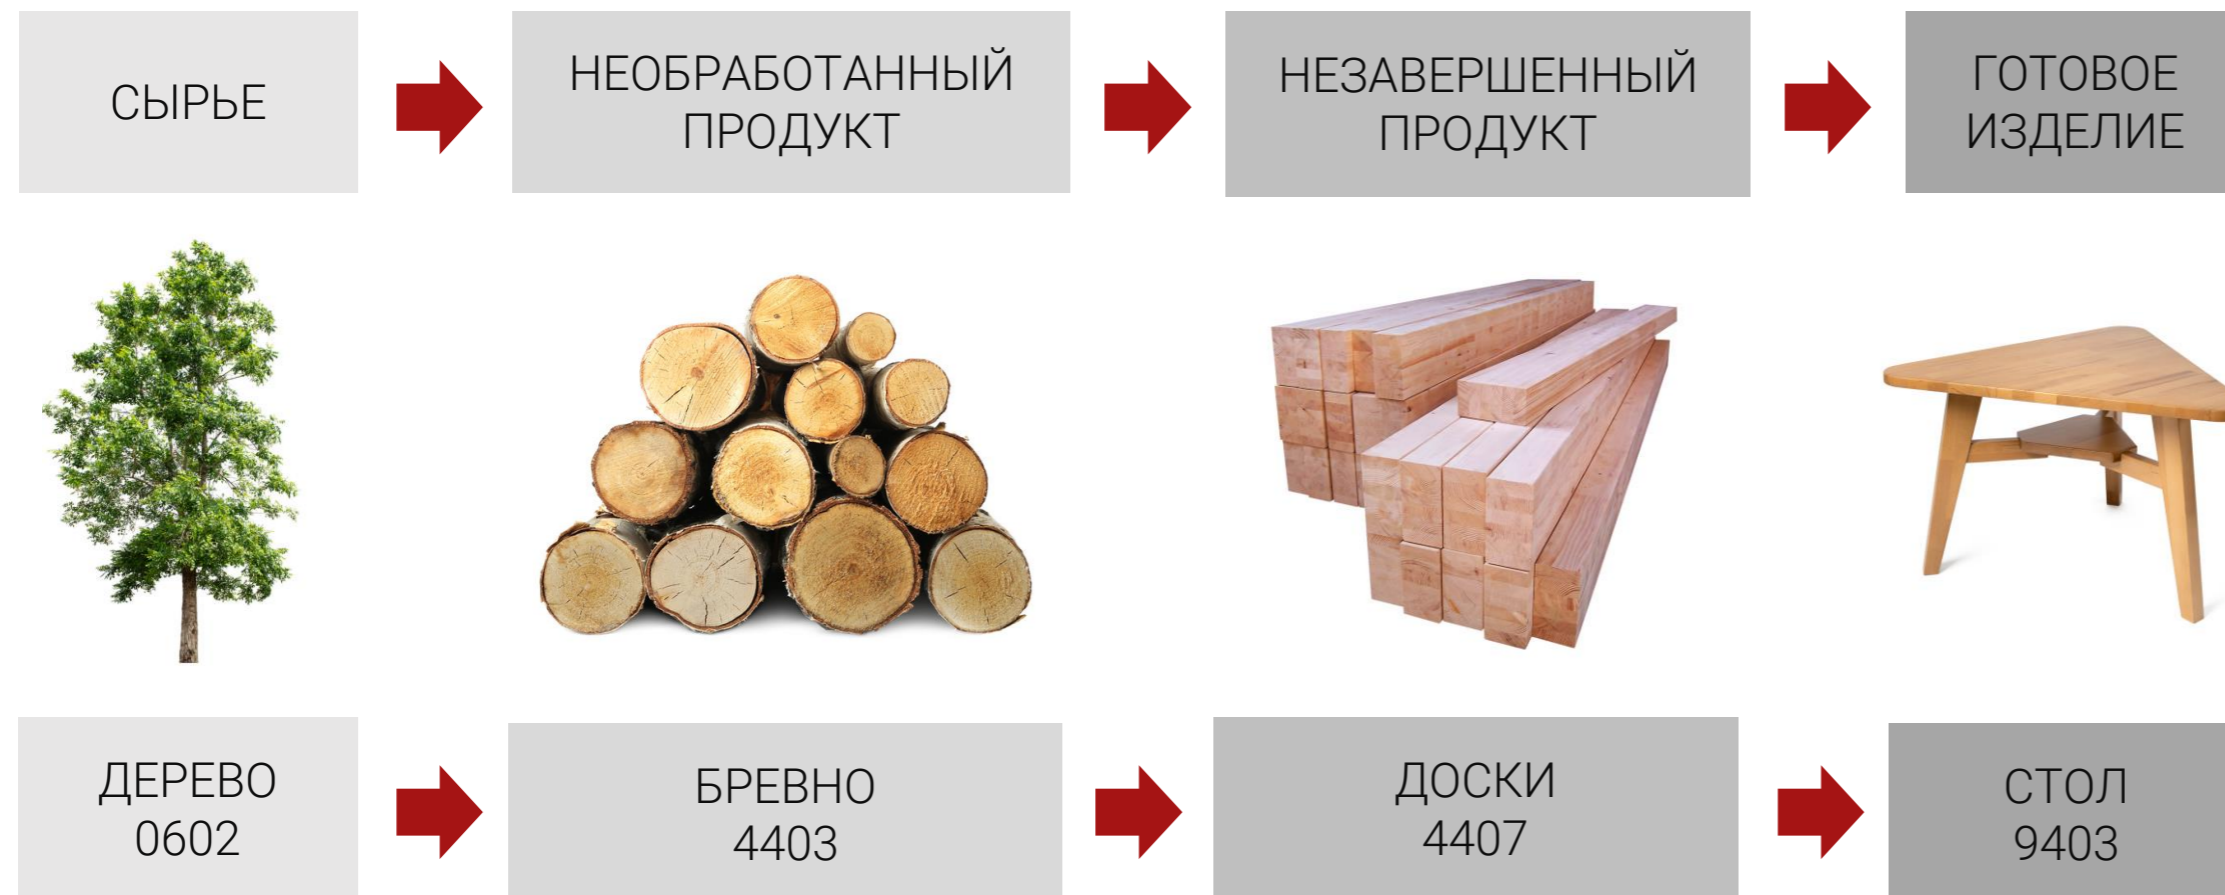 СЫРЬЕ
НЕОБРАБОТАННЫЙ
ПРОДУКТ
НЕЗАВЕРШЕННЫЙ
ПРОДУКТ
ГОТОВОЕ
ИЗДЕЛИЕ
ДЕРЕВО
0602
БРЕВНО
4403
ДОСКИ
4407
СТОЛ
9403